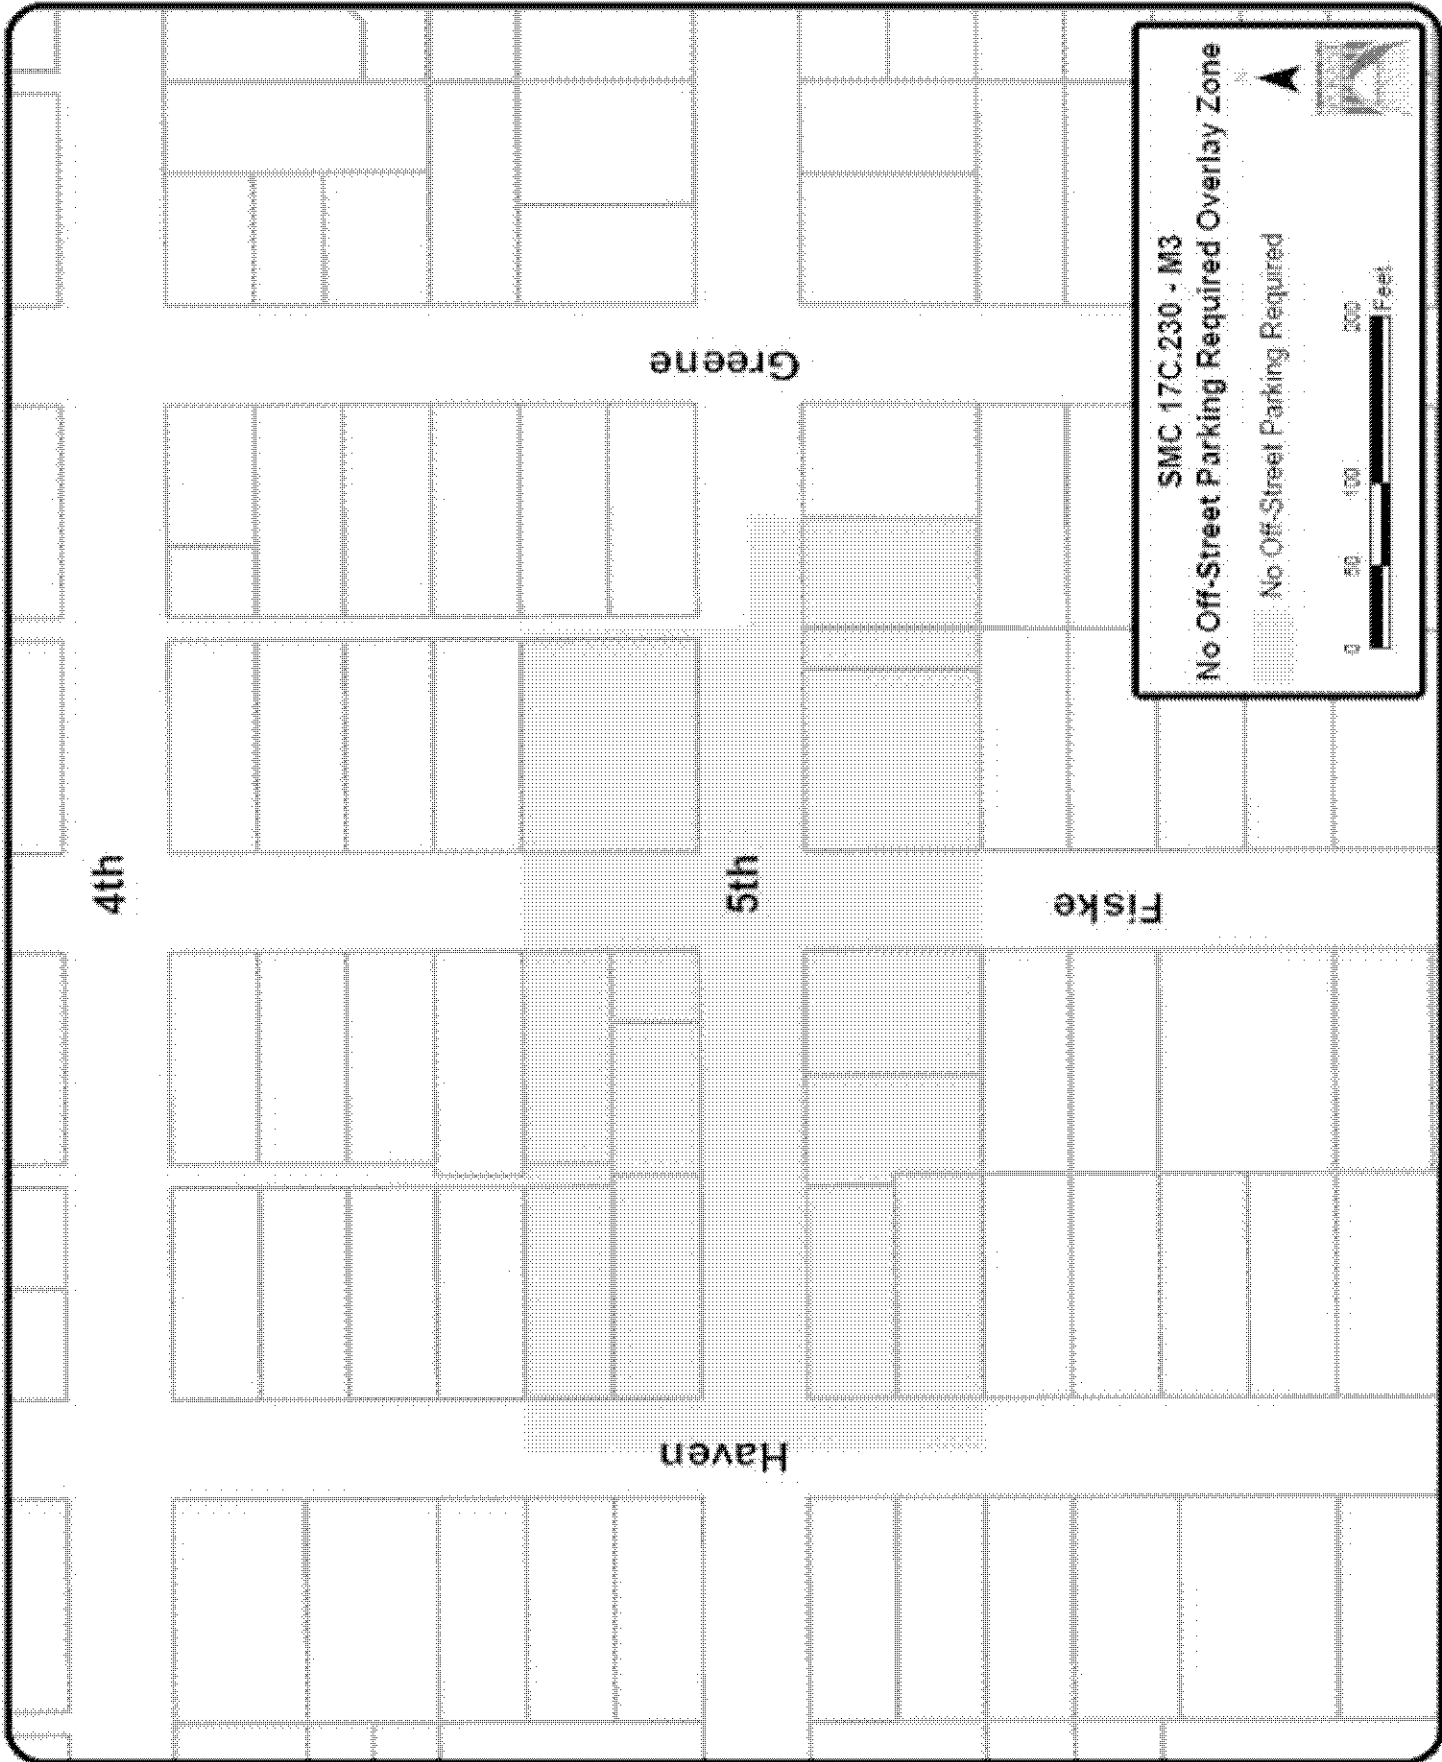 4th
5th
Greene
Fiske
Haven
SMC 17C.230 - M3
No Off-Street Parking Required Overlay Zone
No Off-Street Parking Required
0 50 100 200
Feet